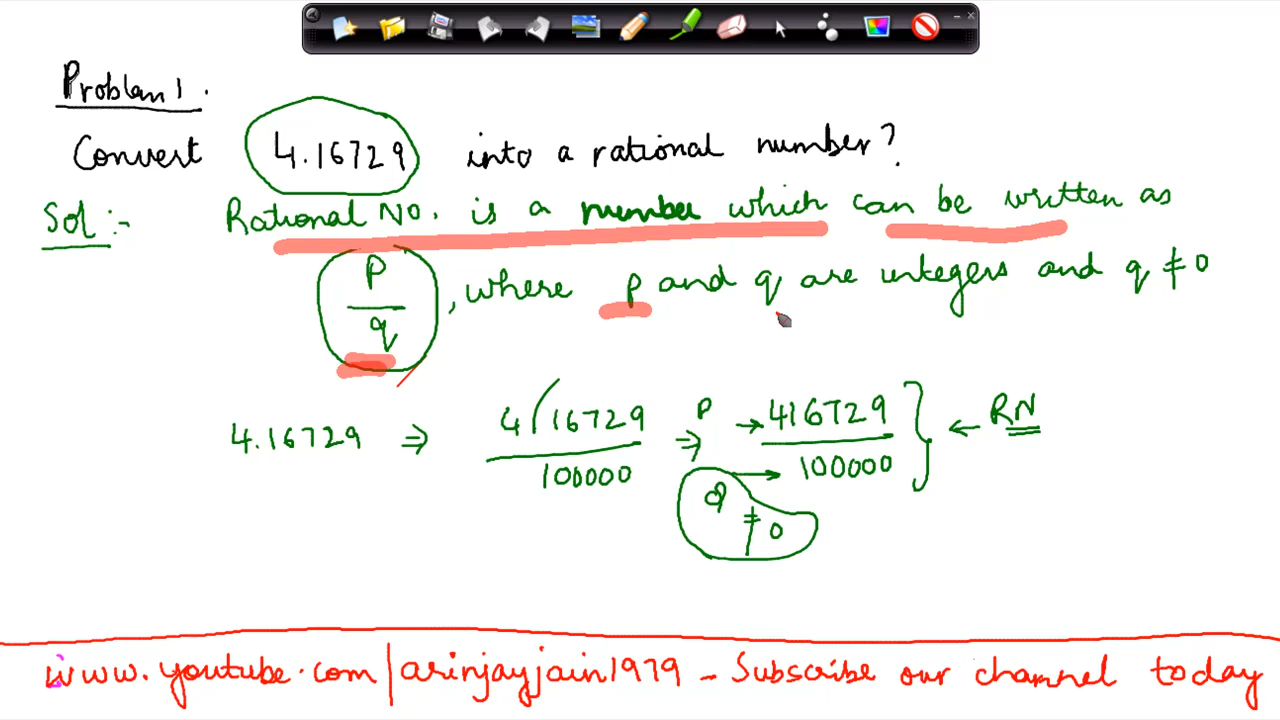 Problem 1.
Convert 4.16729 into a rational number?
Sol :- Rational No. is a number which can be written as
p/q, where p and q are integers and q ≠ 0
4.16729 ⇒ 4(16729/100000 ⇒ p → 416729/100000 } ← RN
q → ≠ 0
www.youtube.com/arinjayjain1979 - Subscribe our channel today